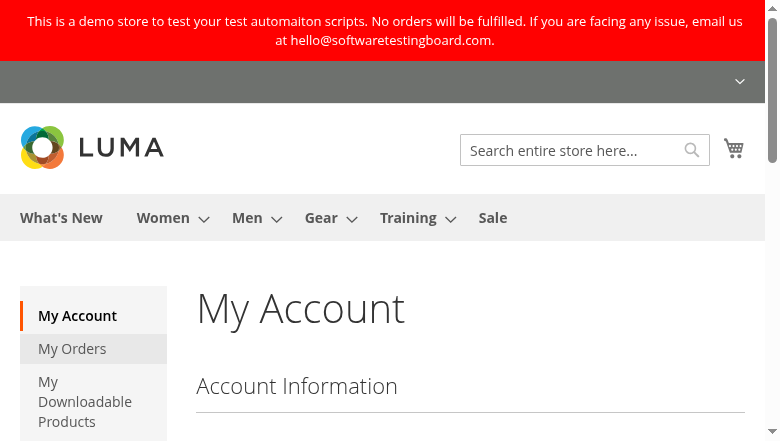 This is a demo store to test your test automaiton scripts. No orders will be fulfilled. If you are facing any issue, email us
at hello@softwaretestingboard.com.
LUMA
Search entire store here...
What's New Women Men Gear Training Sale
My Account
My Orders
My
Downloadable
Products
My Account
Account Information